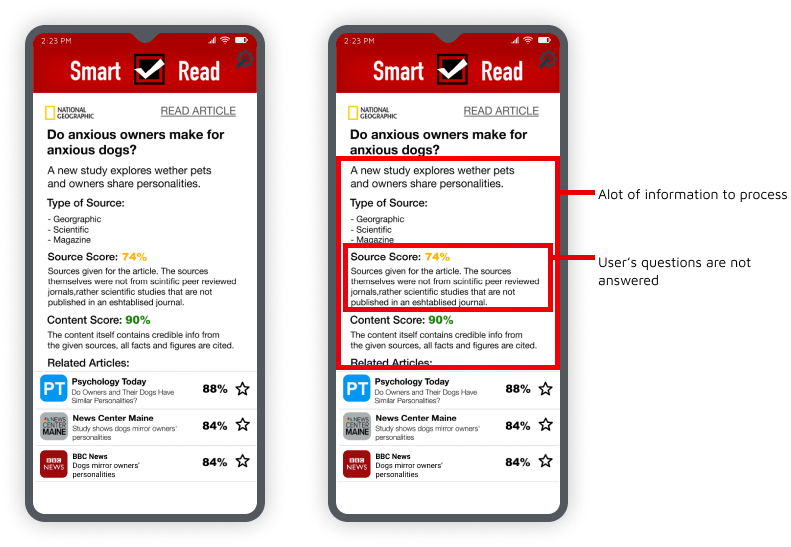 2:23 PM
Smart Read
NATIONAL
GEOGRAPHIC
READ ARTICLE
Do anxious owners make for
anxious dogs?
A new study explores wether pets
and owners share personalities.
Type of Source:
- Georgraphic
- Scientific
- Magazine
Source Score: 74%
Sources given for the article. The sources
themselves were not from scintific peer reviewed
jornals,rather scientific studies that are not
published in an eshtablised journal.
Content Score: 90%
The content itself contains credible info from
the given sources, all facts and figures are cited.
Related Articles:
PT
Psychology Today
Do Owners and Their Dogs Have
Similar Personalities?
88%
NEWS
CENTER
MAINE
News Center Maine
Study shows dogs mirror owners'
personalities
84%
BBC
NEWS
BBC News
Dogs mirror owners'
personalities
84%
2:23 PM
Smart Read
NATIONAL
GEOGRAPHIC
READ ARTICLE
Do anxious owners make for
anxious dogs?
A new study explores wether pets
and owners share personalities.
Type of Source:
- Georgraphic
- Scientific
- Magazine
Source Score: 74%
Sources given for the article. The sources
themselves were not from scintific peer reviewed
jornals,rather scientific studies that are not
published in an eshtablised journal.
Content Score: 90%
The content itself contains credible info from
the given sources, all facts and figures are cited.
Related Articles:
PT
Psychology Today
Do Owners and Their Dogs Have
Similar Personalities?
88%
NEWS
CENTER
MAINE
News Center Maine
Study shows dogs mirror owners'
personalities
84%
BBC
NEWS
BBC News
Dogs mirror owners'
personalities
84%
Alot of information to process
User's questions are not
answered